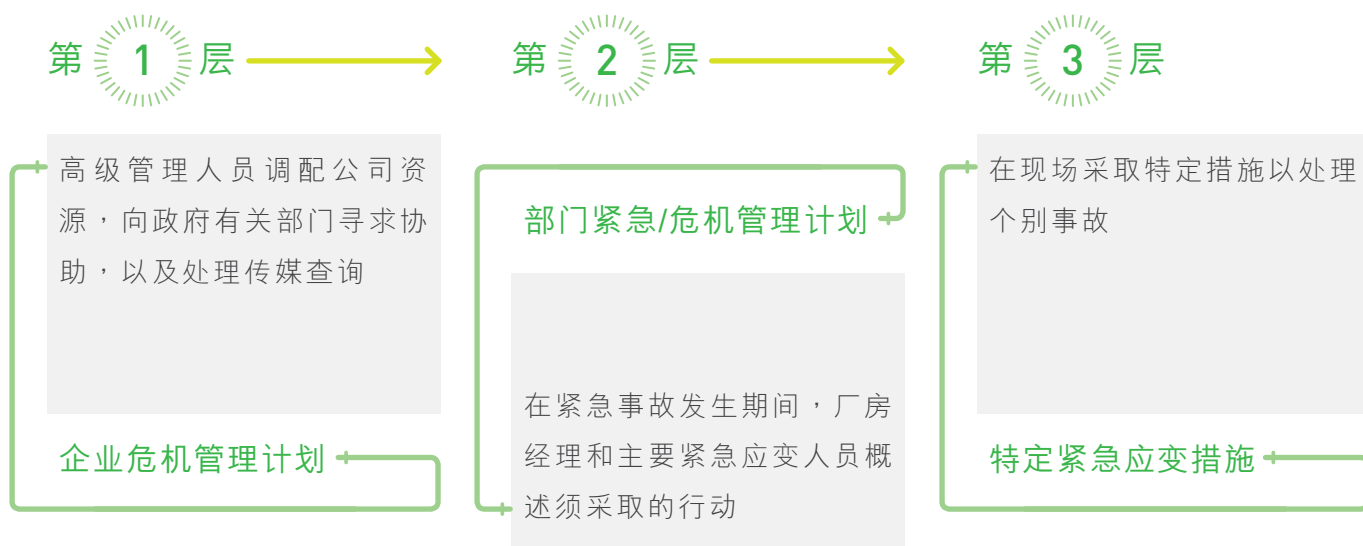 第 1 层
高级管理人员调配公司资
源，向政府有关部门寻求协
助，以及处理传媒查询
企业危机管理计划
第 2 层
部门紧急/危机管理计划
在紧急事故发生期间，厂房
经理和主要紧急应变人员概
述须采取的行动
第 3 层
在现场采取特定措施以处理
个别事故
特定紧急应变措施